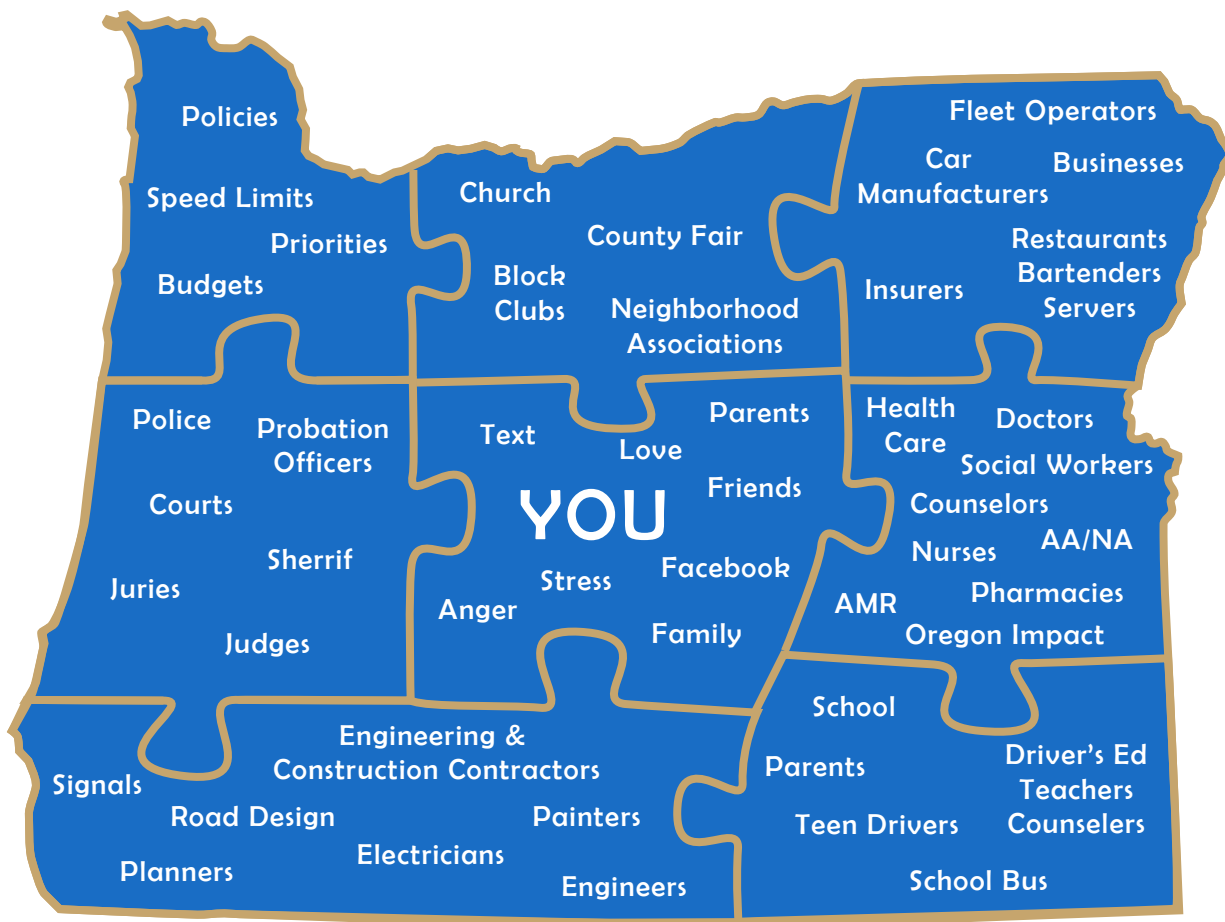 Policies
Speed Limits
Priorities
Budgets
Church
County Fair
Block
Clubs
Neighborhood
Associations
Fleet Operators
Car
Manufacturers
Businesses
Insurers
Restaurants
Bartenders
Servers
Police
Probation
Officers
Courts
Sherrif
Juries
Judges
Text
Love
Parents
YOU
Friends
Stress
Facebook
Anger
Family
Health
Care
Doctors
Social Workers
Counselors
Nurses
AA/NA
AMR
Pharmacies
Oregon Impact
Signals
Engineering &
Construction Contractors
Road Design
Painters
Planners
Electricians
Engineers
School
Parents
Driver's Ed
Teachers
Counselers
Teen Drivers
School Bus